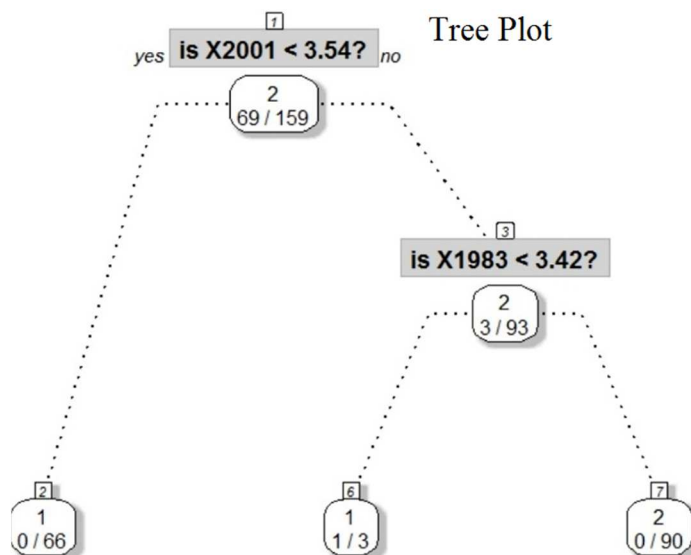 Tree Plot
1
yes is X2001 < 3.54? no
2
69 / 159
3
is X1983 < 3.42?
2
3 / 93
2
1
0 / 66
6
1
1 / 3
7
2
0 / 90